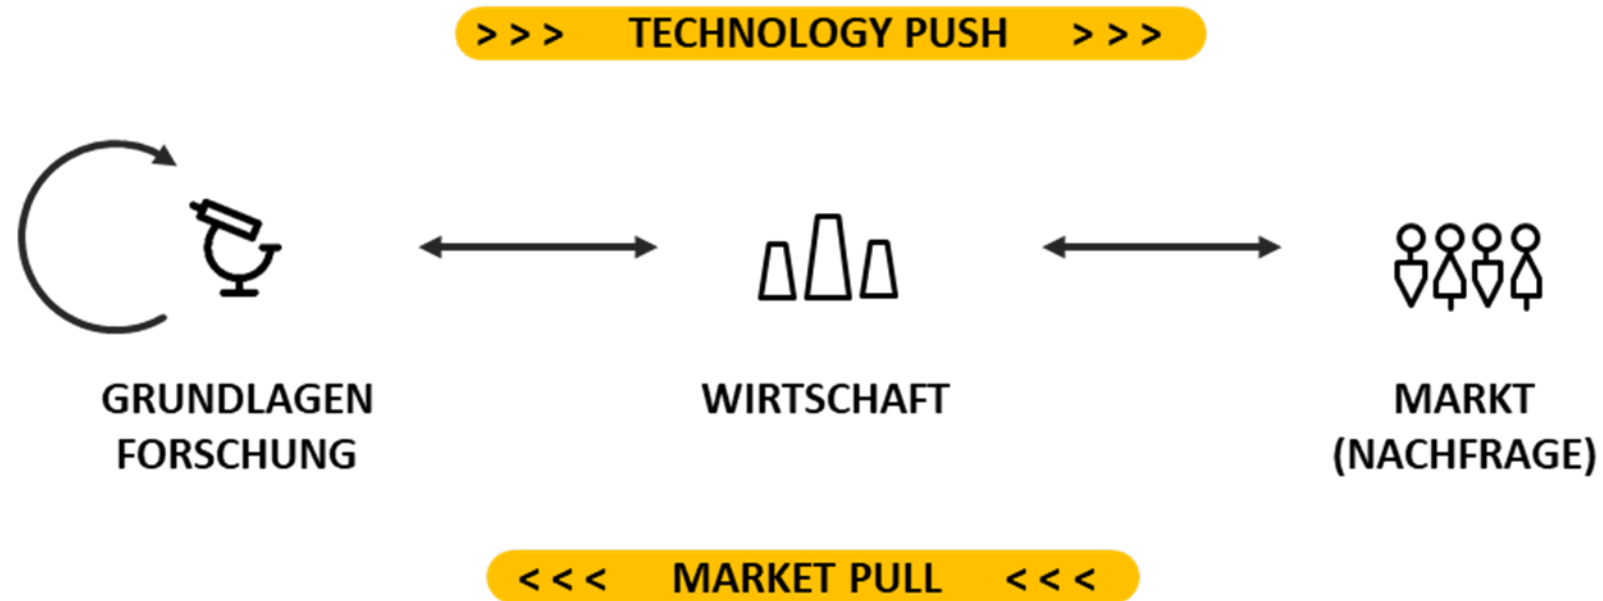 > > > TECHNOLOGY PUSH > > >
GRUNDLAGEN
FORSCHUNG
WIRTSCHAFT
MARKT
(NACHFRAGE)
< < < MARKET PULL < < <